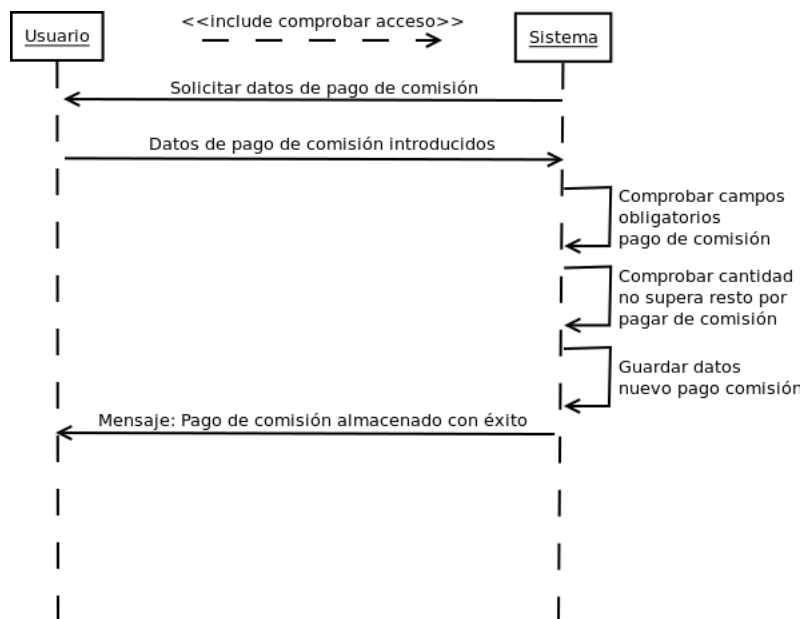 <<include comprobar acceso>>
Usuario
Sistema
Solicitar datos de pago de comisión
Datos de pago de comisión introducidos
Comprobar campos
obligatorios
pago de comisión
Comprobar cantidad
no supera resto por
pagar de comisión
Guardar datos
nuevo pago comisión
Mensaje: Pago de comisión almacenado con éxito